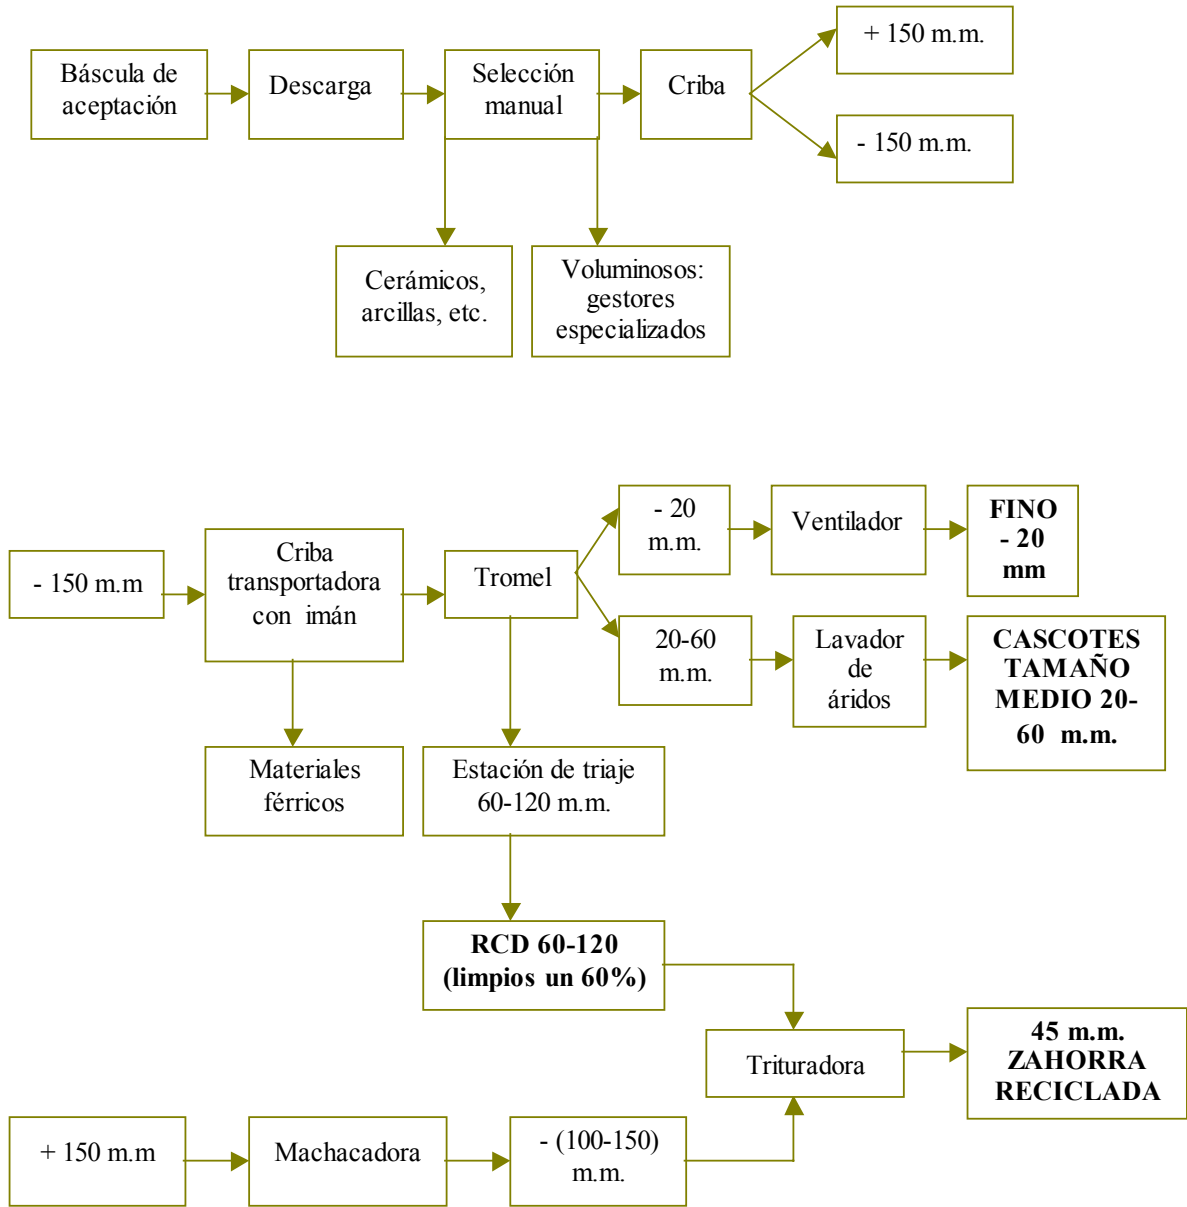 Báscula de
aceptación
Descarga
Selección
manual
Criba
+ 150 m.m.
- 150 m.m.
Cerámicos,
arcillas, etc.
Voluminosos:
gestores
especializados
- 150 m.m
Criba
transportadora
con imán
Tromel
- 20
m.m.
Ventilador
FINO
- 20
mm
20-60
m.m.
Lavador
de
áridos
CASCOTES
TAMAÑO
MEDIO 20-
60 m.m.
Materiales
férricos
Estación de triaje
60-120 m.m.
RCD 60-120
(limpios un 60%)
Trituradora
45 m.m.
ZAHORRA
RECICLADA
+ 150 m.m
Machacadora
- (100-150)
m.m.